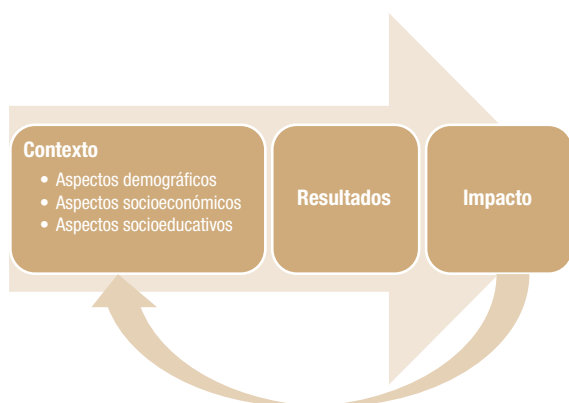 Contexto
• Aspectos demográficos
• Aspectos socioeconómicos
• Aspectos socioeducativos
Resultados
Impacto